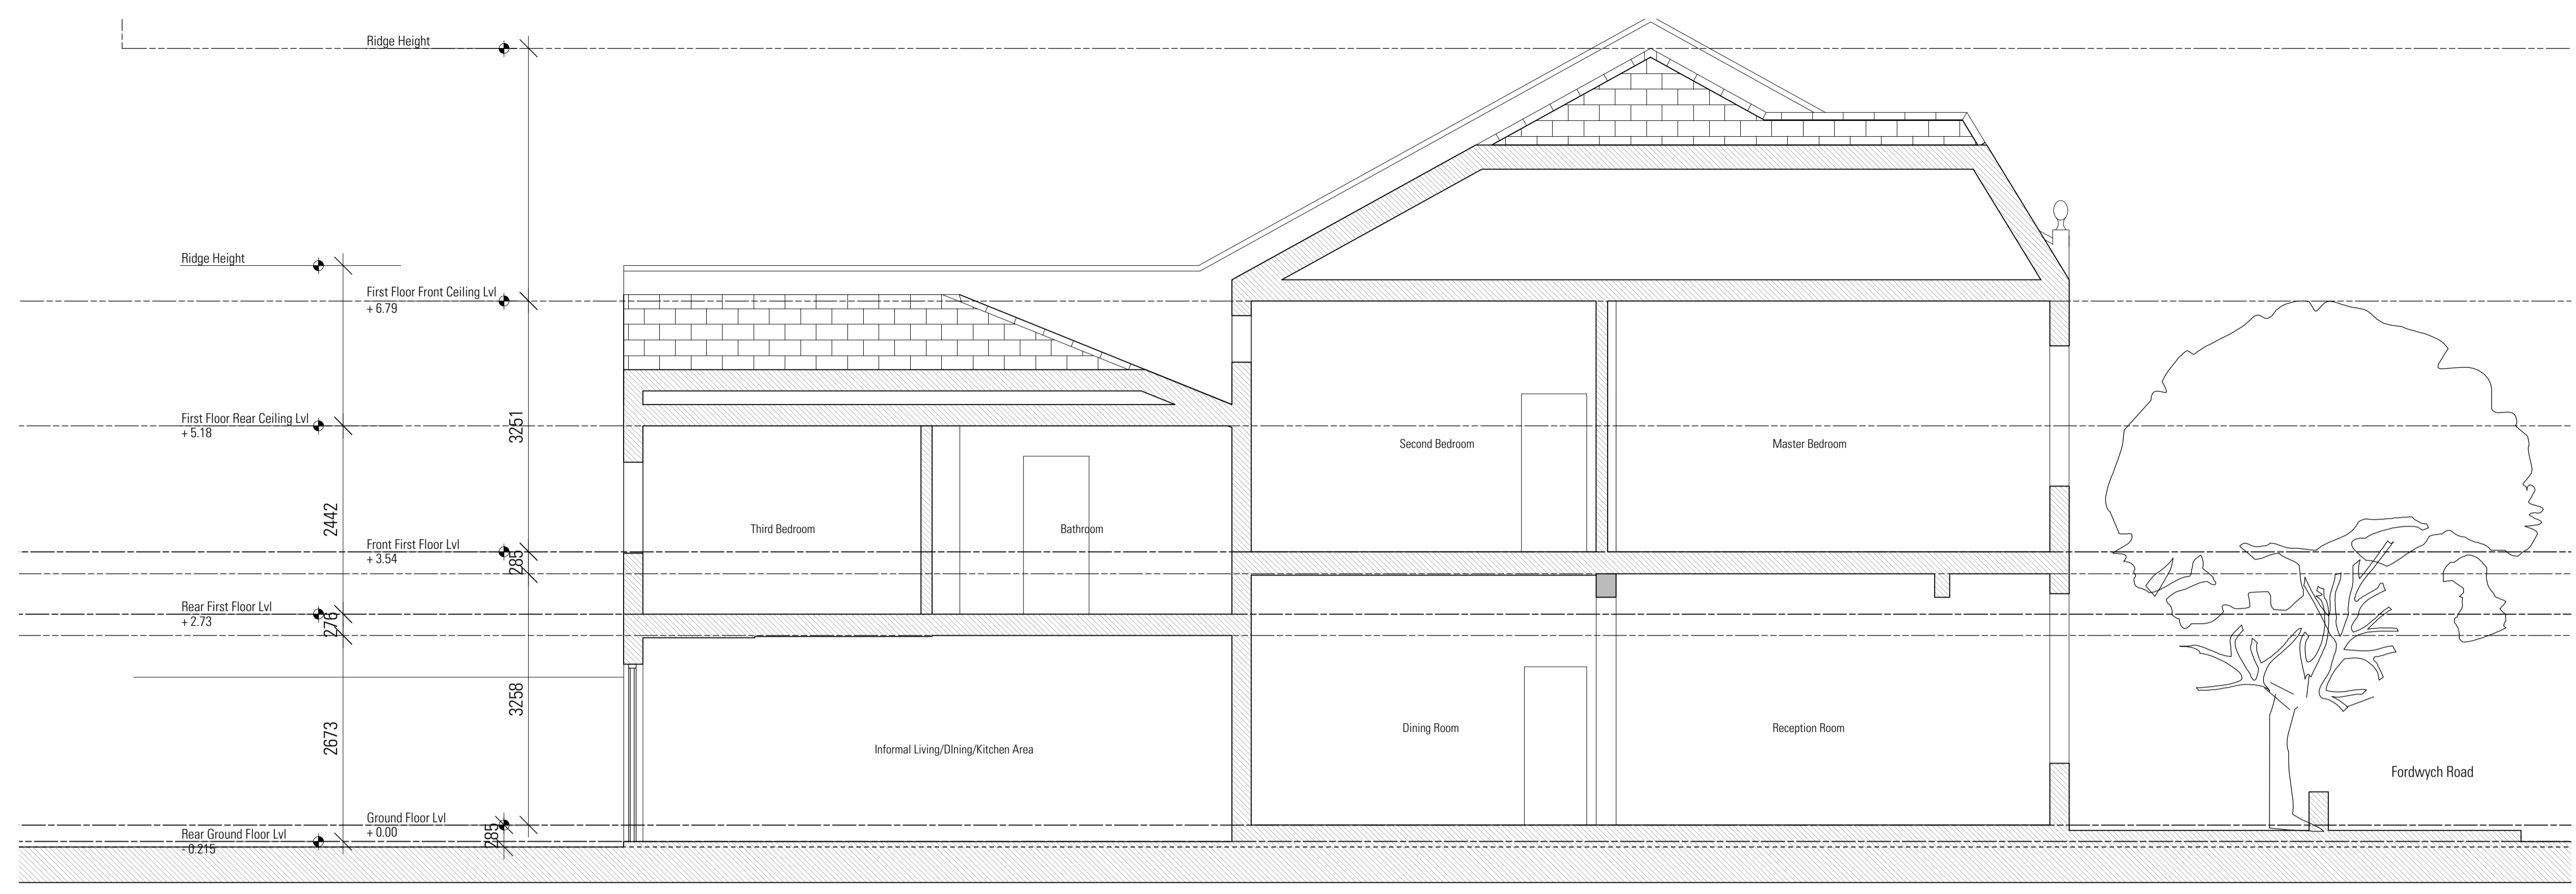 Ridge Height
Ridge Height
First Floor Front Ceiling Lvl
+ 6.79
First Floor Rear Ceiling Lvl
+ 5.18
3251
Second Bedroom
Master Bedroom
2442
Third Bedroom
Bathroom
Front First Floor Lvl
+ 3.54
285
Rear First Floor Lvl
+ 2.73
276
3258
2673
Informal Living/DIning/Kitchen Area
Dining Room
Reception Room
Fordwych Road
Ground Floor Lvl
+ 0.00
285
Rear Ground Floor Lvl
- 0.215